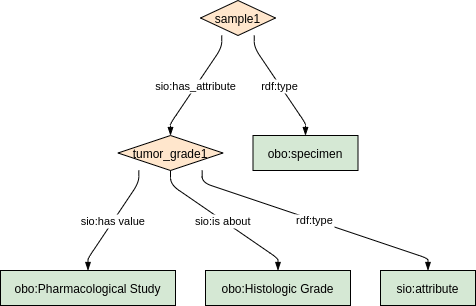 sample1
sio:has_attribute
rdf:type
tumor_grade1
obo:specimen
sio:has value
sio:is about
rdf:type
obo:Pharmacological Study
obo:Histologic Grade
sio:attribute